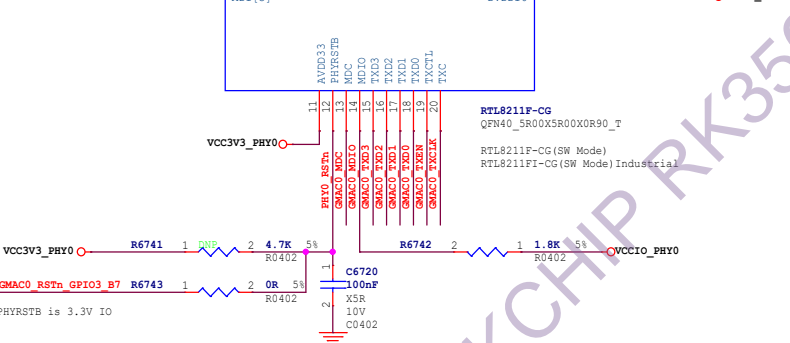 AVDD33
PHYRSTB
MDC
MDIO
TXD3
TXD2
TXD1
TXD0
TXCTL
TXC
11
12
13
14
15
16
17
18
19
20
RTL8211F-CG
QFN40_5R00X5R00X0R90_T
VCC3V3_PHY0
RTL8211F-CG(SW Mode)
RTL8211FI-CG(SW Mode)Industrial
PHY0_RSTn
GMAC0_MDC
GMAC0_MDIO
GMAC0_TXD3
GMAC0_TXD2
GMAC0_TXD1
GMAC0_TXD0
GMAC0_TXEN
GMAC0_TXCLK
VCC3V3_PHY0 R6741 1 DNP 2 4.7K 5%
R0402
R6742 2 1 1.8K 5% VCCIO_PHY0
R0402
GMAC0_RSTn_GPIO3_B7 R6743 1 2 0R 5%
R0402
1 C6720
100nF
2 X5R
10V
C0402
PHYRSTB is 3.3V IO